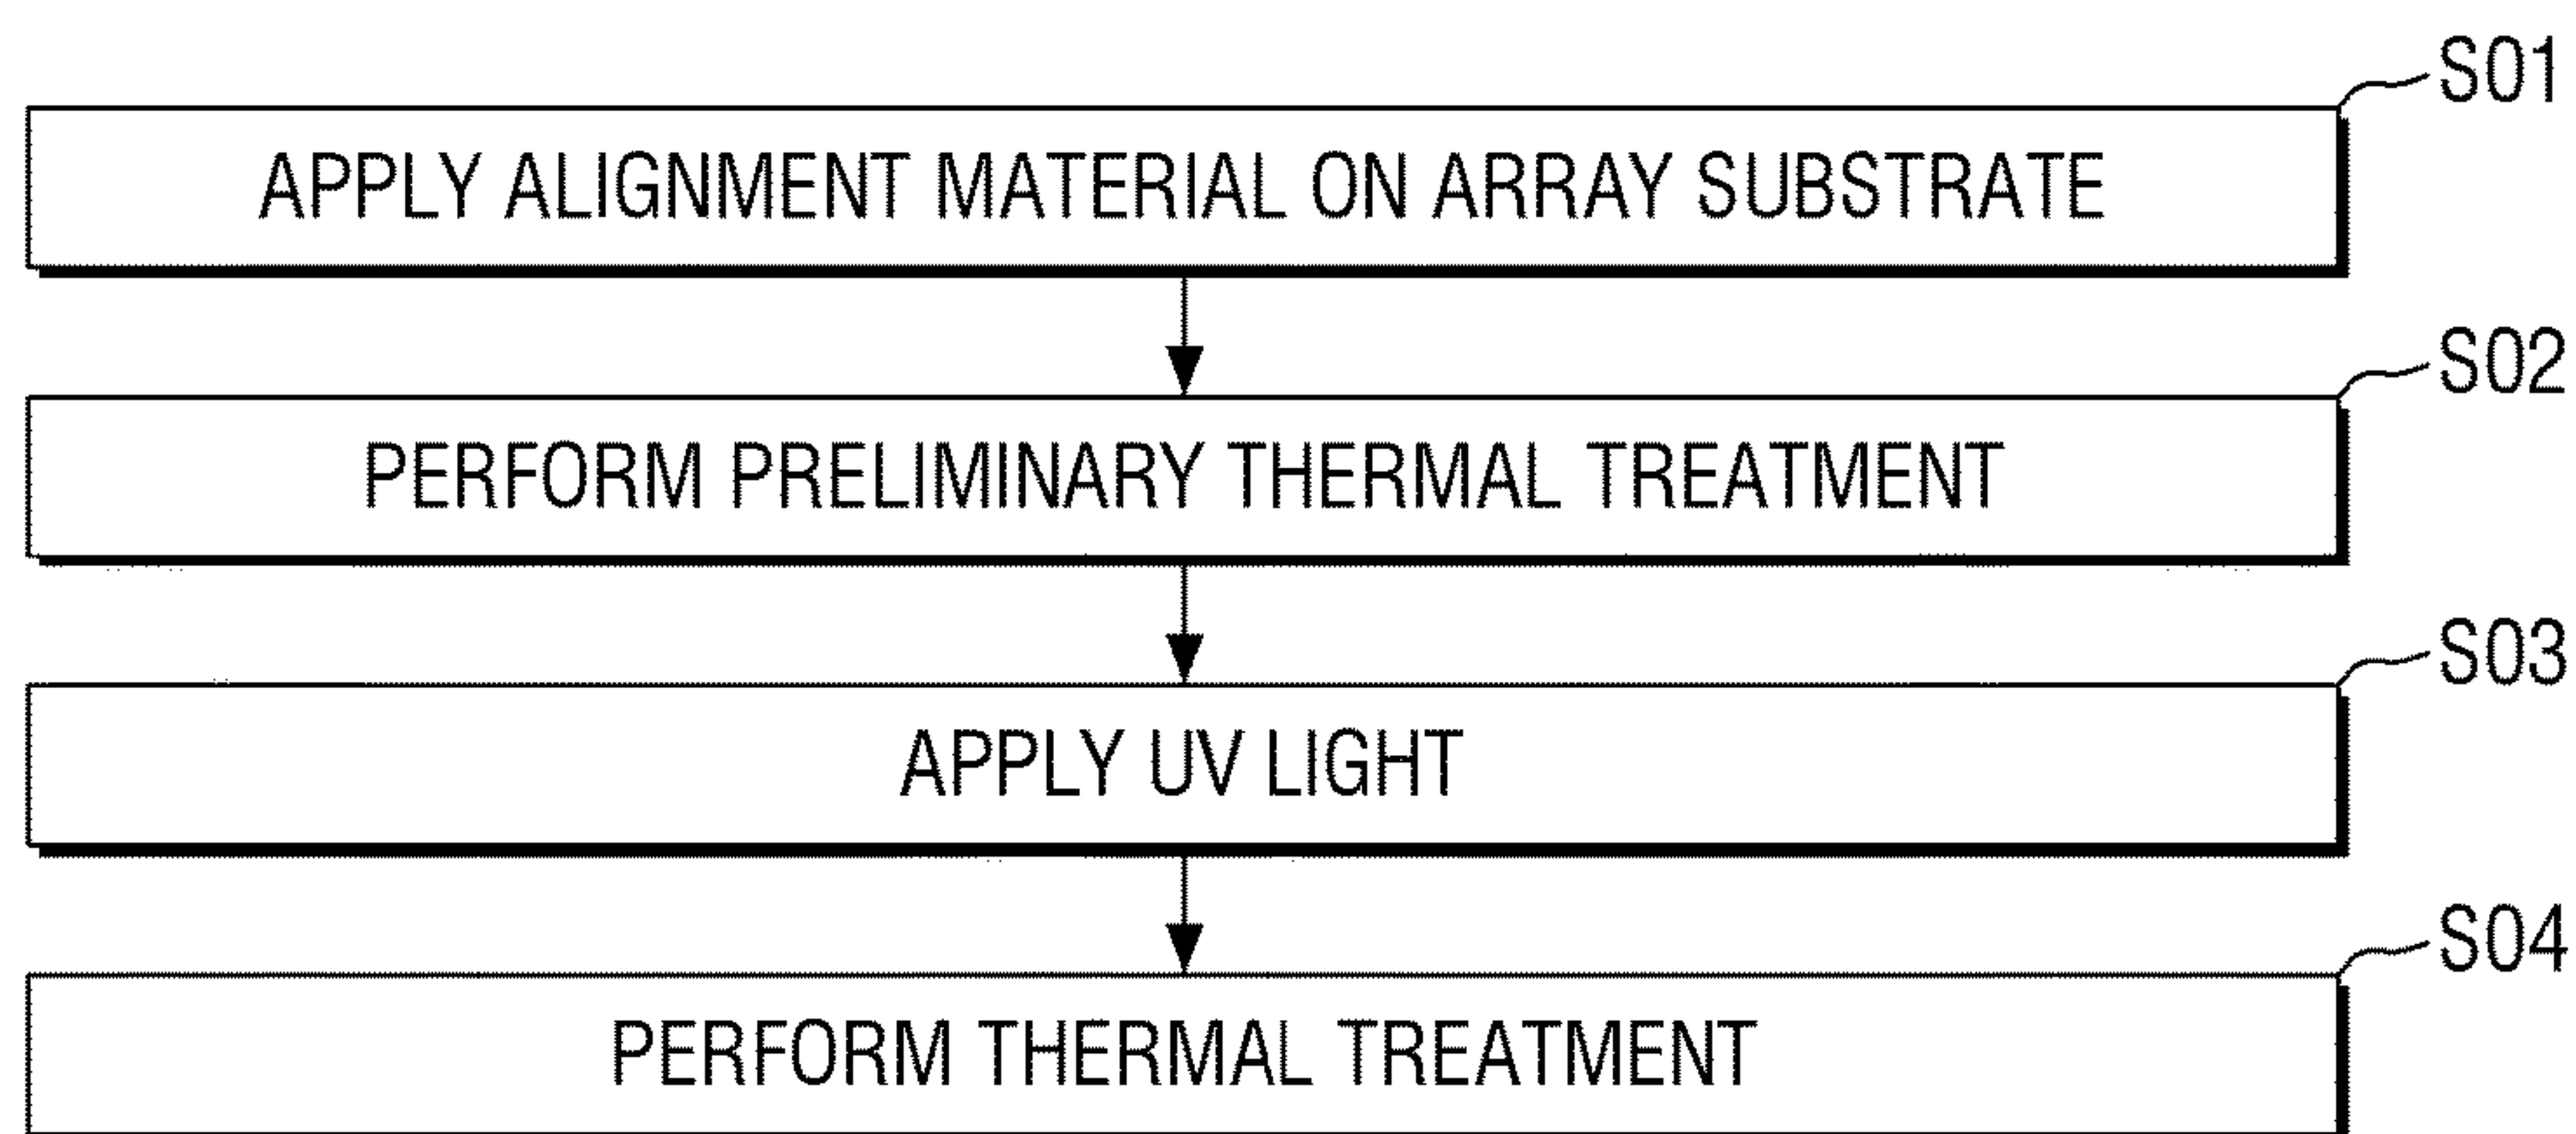 S01
APPLY ALIGNMENT MATERIAL ON ARRAY SUBSTRATE
S02
PERFORM PRELIMINARY THERMAL TREATMENT
S03
APPLY UV LIGHT
S04
PERFORM THERMAL TREATMENT